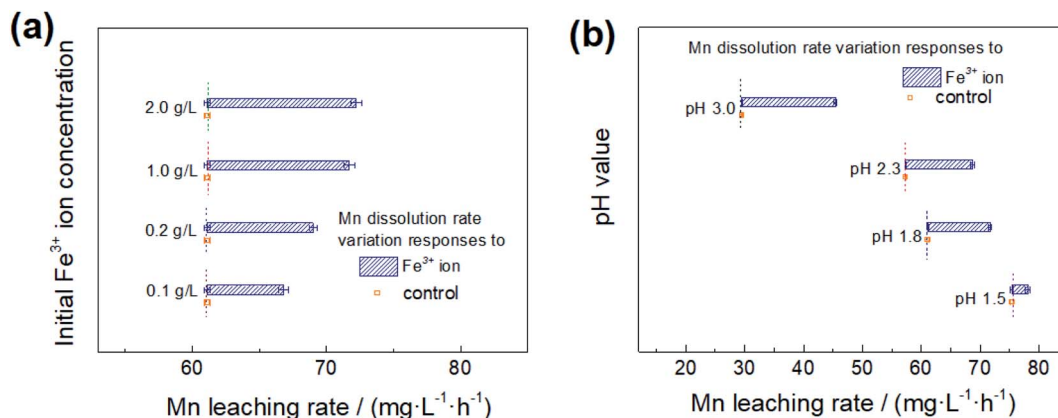 (a)
Initial Fe³⁺ ion concentration
2.0 g/L
1.0 g/L
0.2 g/L
0.1 g/L
Mn dissolution rate
variation responses to
Fe³⁺ ion
control
60 70 80
Mn leaching rate / (mg·L⁻¹·h⁻¹)
(b)
pH value
Mn dissolution rate variation responses to
Fe³⁺ ion
control
pH 3.0
pH 2.3
pH 1.8
pH 1.5
20 30 40 50 60 70 80
Mn leaching rate / (mg·L⁻¹·h⁻¹)